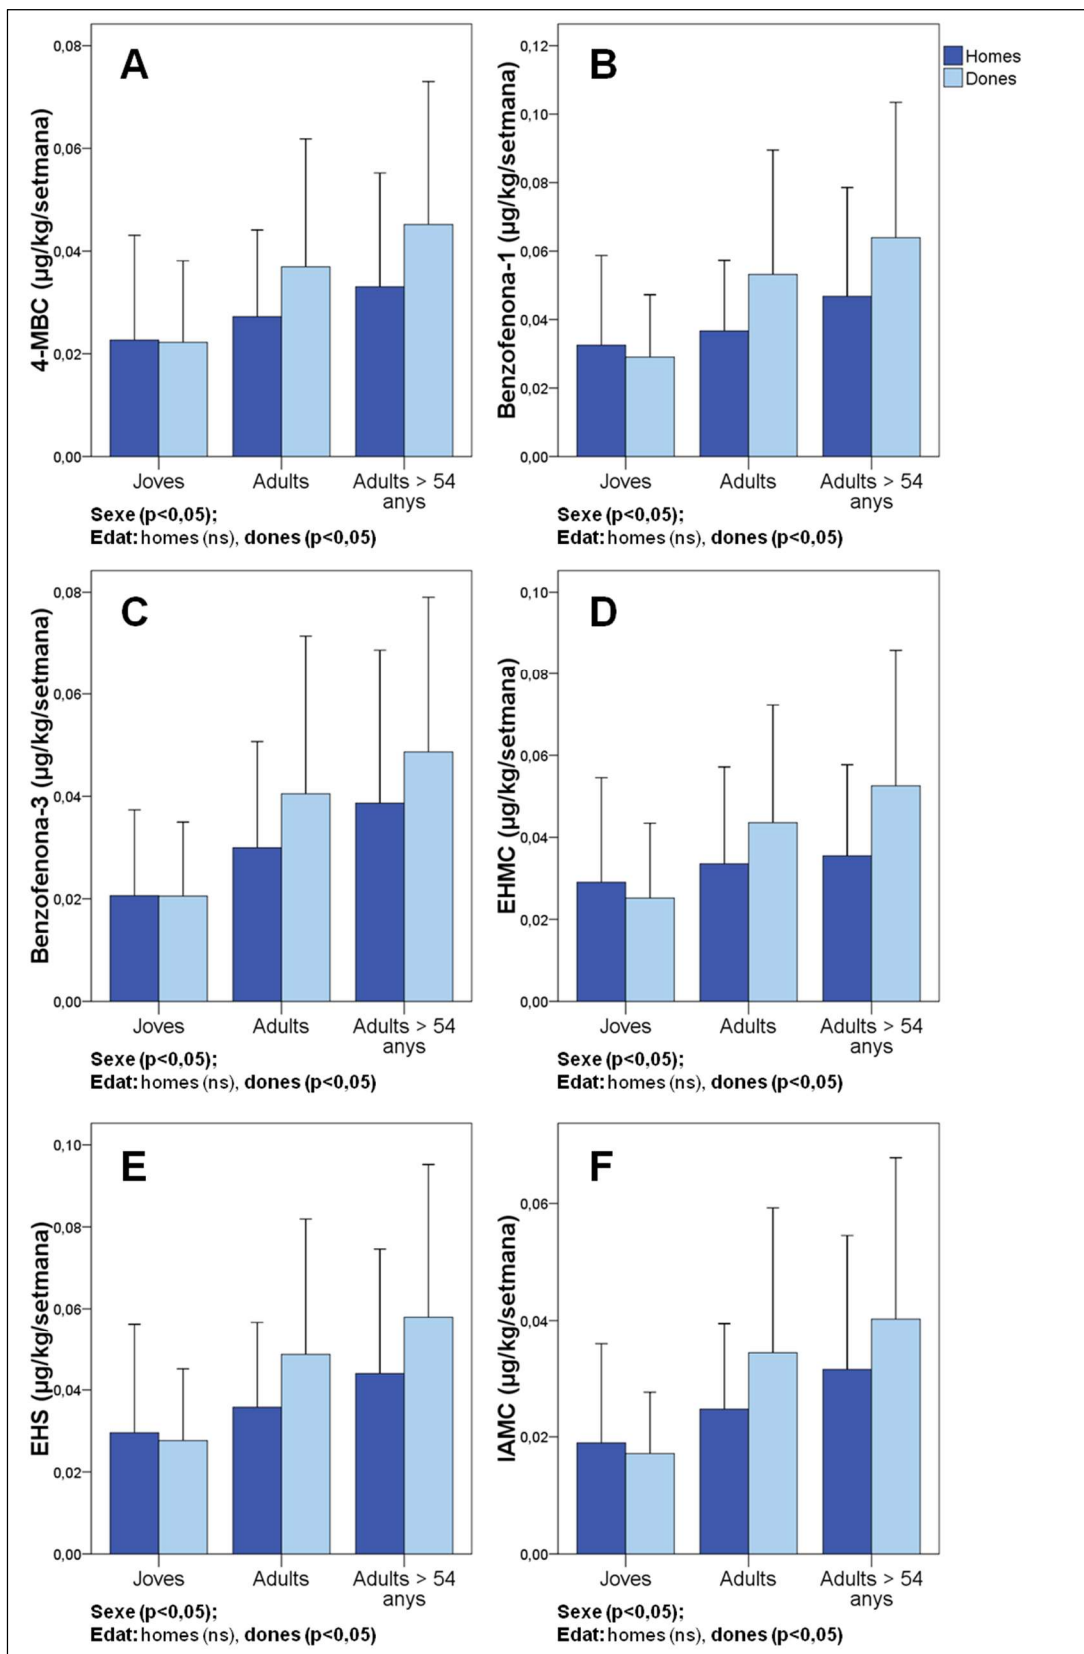 A
4-MBC (µg/kg/setmana)
0,08
0,06
0,04
0,02
0,00
Joves
Adults
Adults > 54
anys
Sexe (p<0,05);
Edat: homes (ns), dones (p<0,05)
B
Benzofenona-1 (µg/kg/setmana)
0,12
0,10
0,08
0,06
0,04
0,02
0,00
Joves
Adults
Adults > 54
anys
Sexe (p<0,05);
Edat: homes (ns), dones (p<0,05)
Homes
Dones
C
Benzofenona-3 (µg/kg/setmana)
0,08
0,06
0,04
0,02
0,00
Joves
Adults
Adults > 54
anys
Sexe (p<0,05);
Edat: homes (ns), dones (p<0,05)
D
EHMC (µg/kg/setmana)
0,10
0,08
0,06
0,04
0,02
0,00
Joves
Adults
Adults > 54
anys
Sexe (p<0,05);
Edat: homes (ns), dones (p<0,05)
E
EHS (µg/kg/setmana)
0,10
0,08
0,06
0,04
0,02
0,00
Joves
Adults
Adults > 54
anys
Sexe (p<0,05);
Edat: homes (ns), dones (p<0,05)
F
IAMC (µg/kg/setmana)
0,06
0,04
0,02
0,00
Joves
Adults
Adults > 54
anys
Sexe (p<0,05);
Edat: homes (ns), dones (p<0,05)